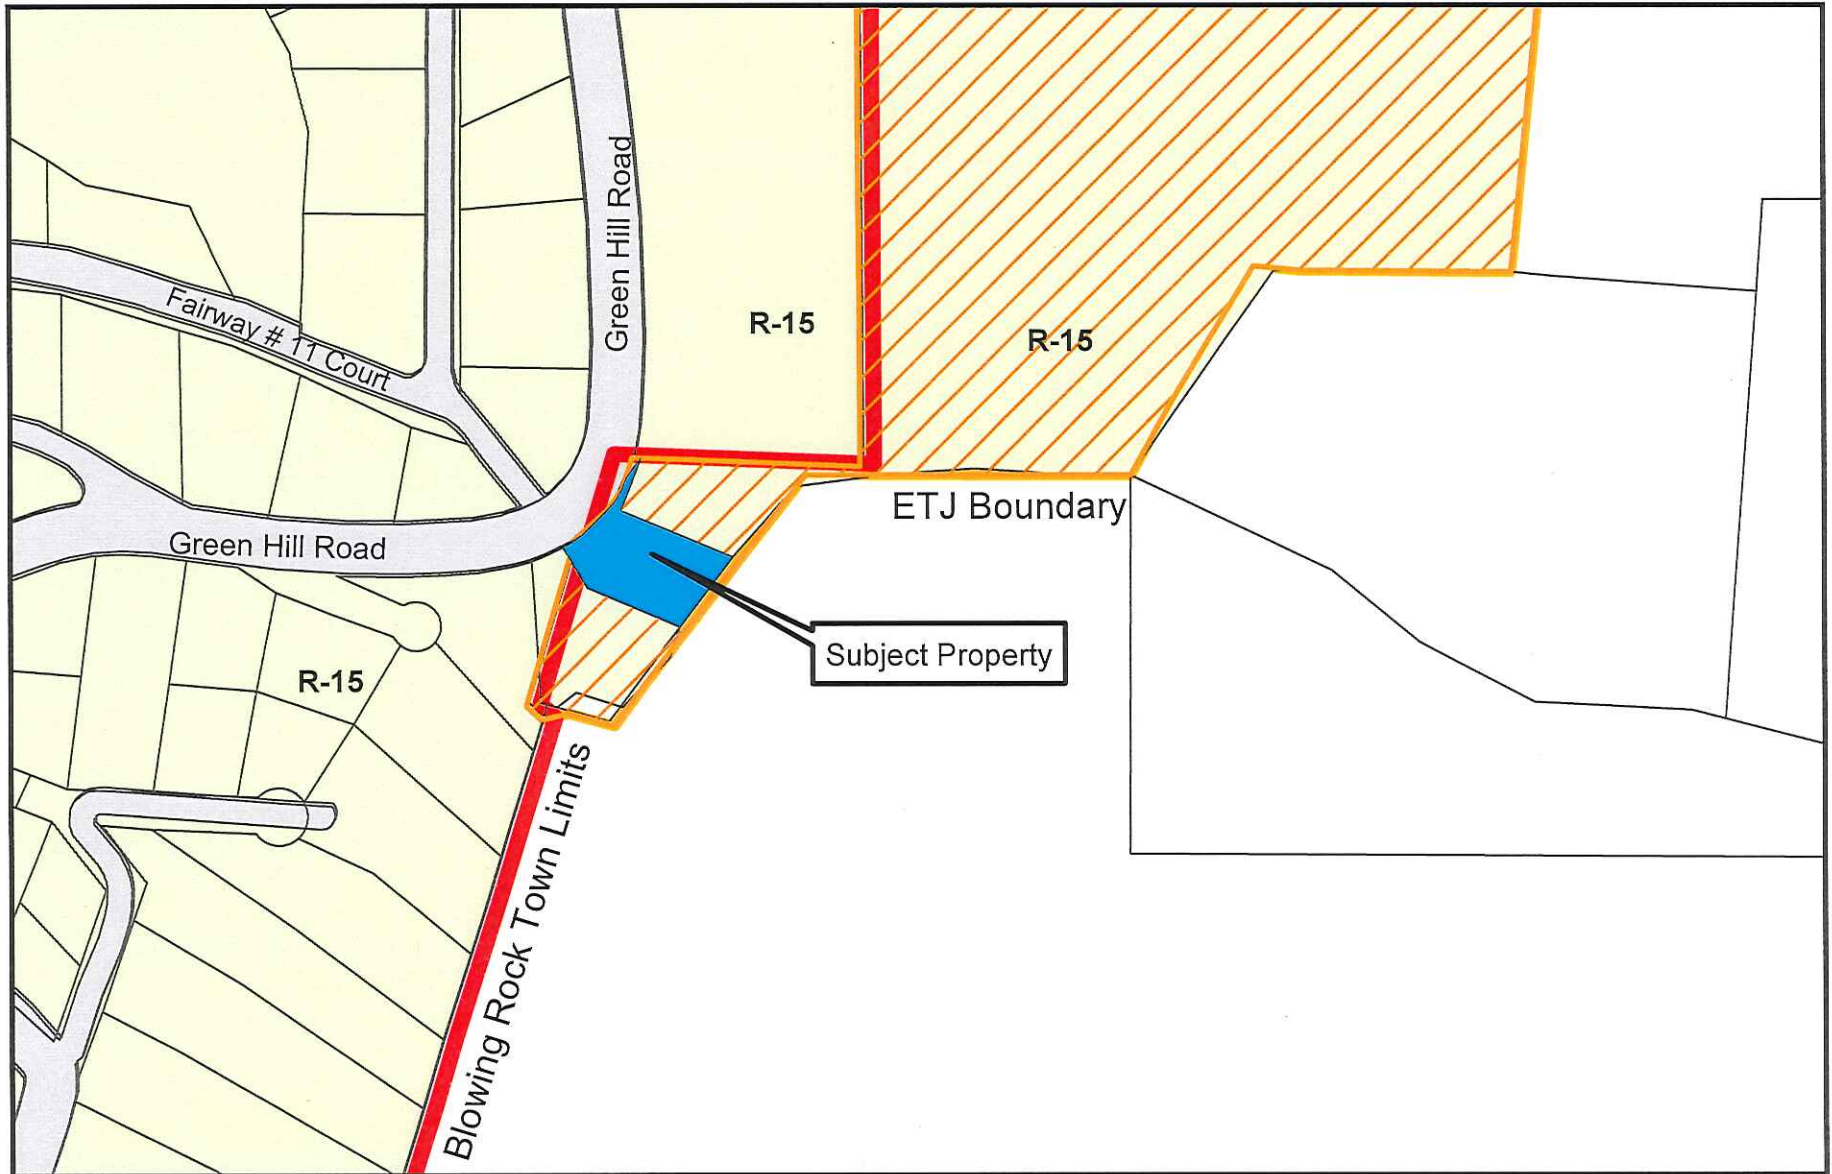 Green Hill Road
Fairway # 11 Court
R-15
R-15
ETJ Boundary
Green Hill Road
Subject Property
R-15
Blowing Rock Town Limits